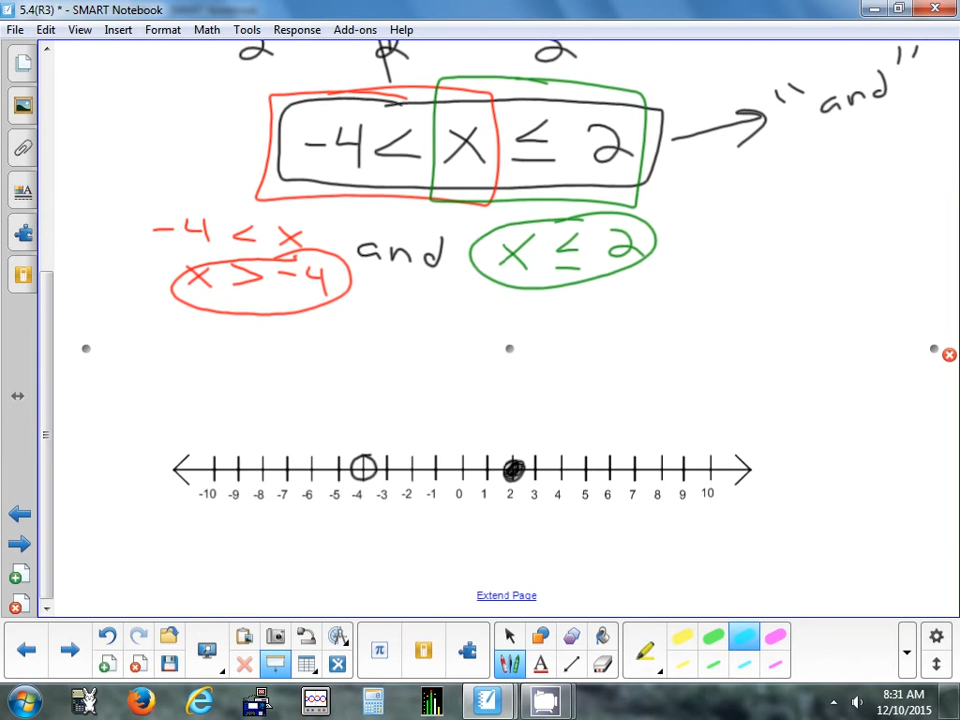 5.4(R3) * - SMART Notebook
File Edit View Insert Format Math Tools Response Add-ons Help
2 2
-4 < x ≤ 2 → "and"
-4 < x
x > -4 and x ≤ 2
-10 -9 -8 -7 -6 -5 -4 -3 -2 -1 0 1 2 3 4 5 6 7 8 9 10
Extend Page
8:31 AM
12/10/2015